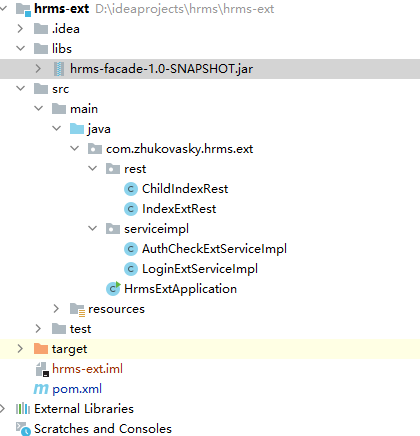 hrms-ext D:\ideaprojects\hrms\hrms-ext
.idea
libs
hrms-facade-1.0-SNAPSHOT.jar
src
main
java
com.zhukovasky.hrms.ext
rest
ChildIndexRest
IndexExtRest
serviceimpl
AuthCheckExtServiceImpl
LoginExtServiceImpl
HrmsExtApplication
resources
test
target
hrms-ext.iml
pom.xml
External Libraries
Scratches and Consoles